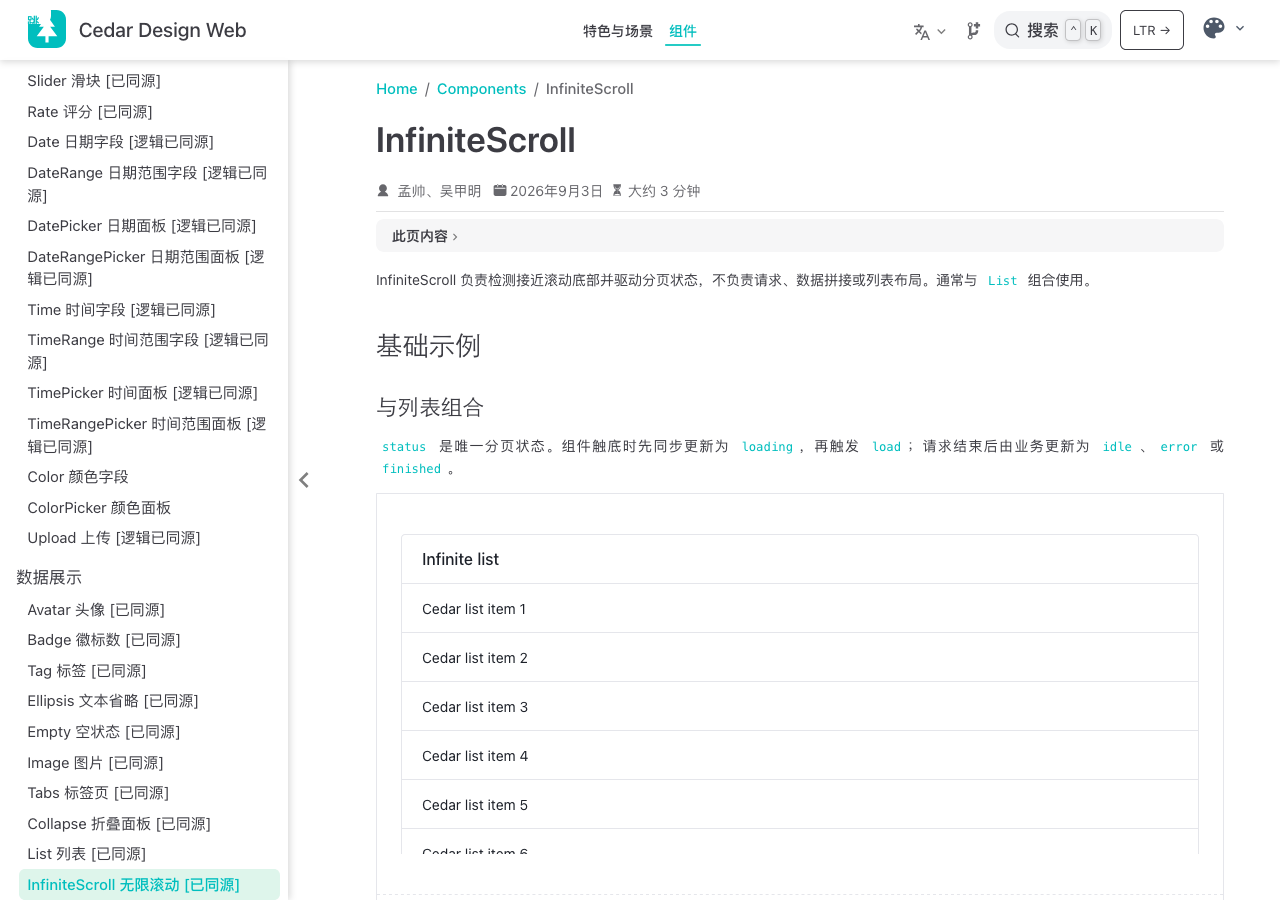 跳
Cedar Design Web
特色与场景
组件
搜索
^
K
LTR →
Slider 滑块 [已同源]
Rate 评分 [已同源]
Date 日期字段 [逻辑已同源]
DateRange 日期范围字段 [逻辑已同
源]
DatePicker 日期面板 [逻辑已同源]
DateRangePicker 日期范围面板 [逻
辑已同源]
Time 时间字段 [逻辑已同源]
TimeRange 时间范围字段 [逻辑已同
源]
TimePicker 时间面板 [逻辑已同源]
TimeRangePicker 时间范围面板 [逻
辑已同源]
Color 颜色字段
ColorPicker 颜色面板
Upload 上传 [逻辑已同源]
数据展示
Avatar 头像 [已同源]
Badge 徽标数 [已同源]
Tag 标签 [已同源]
Ellipsis 文本省略 [已同源]
Empty 空状态 [已同源]
Image 图片 [已同源]
Tabs 标签页 [已同源]
Collapse 折叠面板 [已同源]
List 列表 [已同源]
InfiniteScroll 无限滚动 [已同源]
Home / Components / InfiniteScroll
InfiniteScroll
孟帅、吴甲明 2026年9月3日 大约 3 分钟
此页内容
InfiniteScroll 负责检测接近滚动底部并驱动分页状态，不负责请求、数据拼接或列表布局。通常与 List 组合使用。
基础示例
与列表组合
status 是唯一分页状态。组件触底时先同步更新为 loading，再触发 load；请求结束后由业务更新为 idle、error 或
finished。
Infinite list
Cedar list item 1
Cedar list item 2
Cedar list item 3
Cedar list item 4
Cedar list item 5
Cedar list item 6